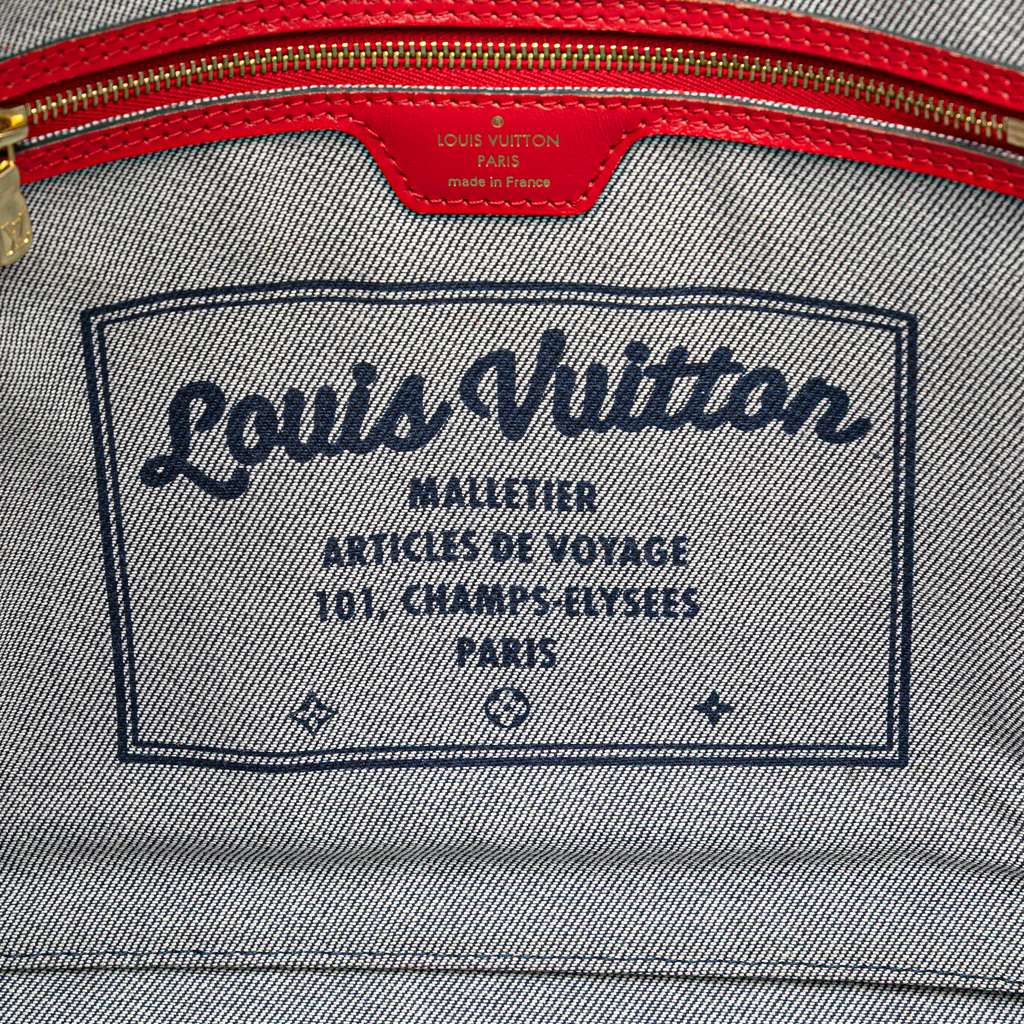 LOUIS VUITTON
PARIS
made in France
Louis Vuitton
MALLETIER
ARTICLES DE VOYAGE
101, CHAMPS-ELYSEES
PARIS